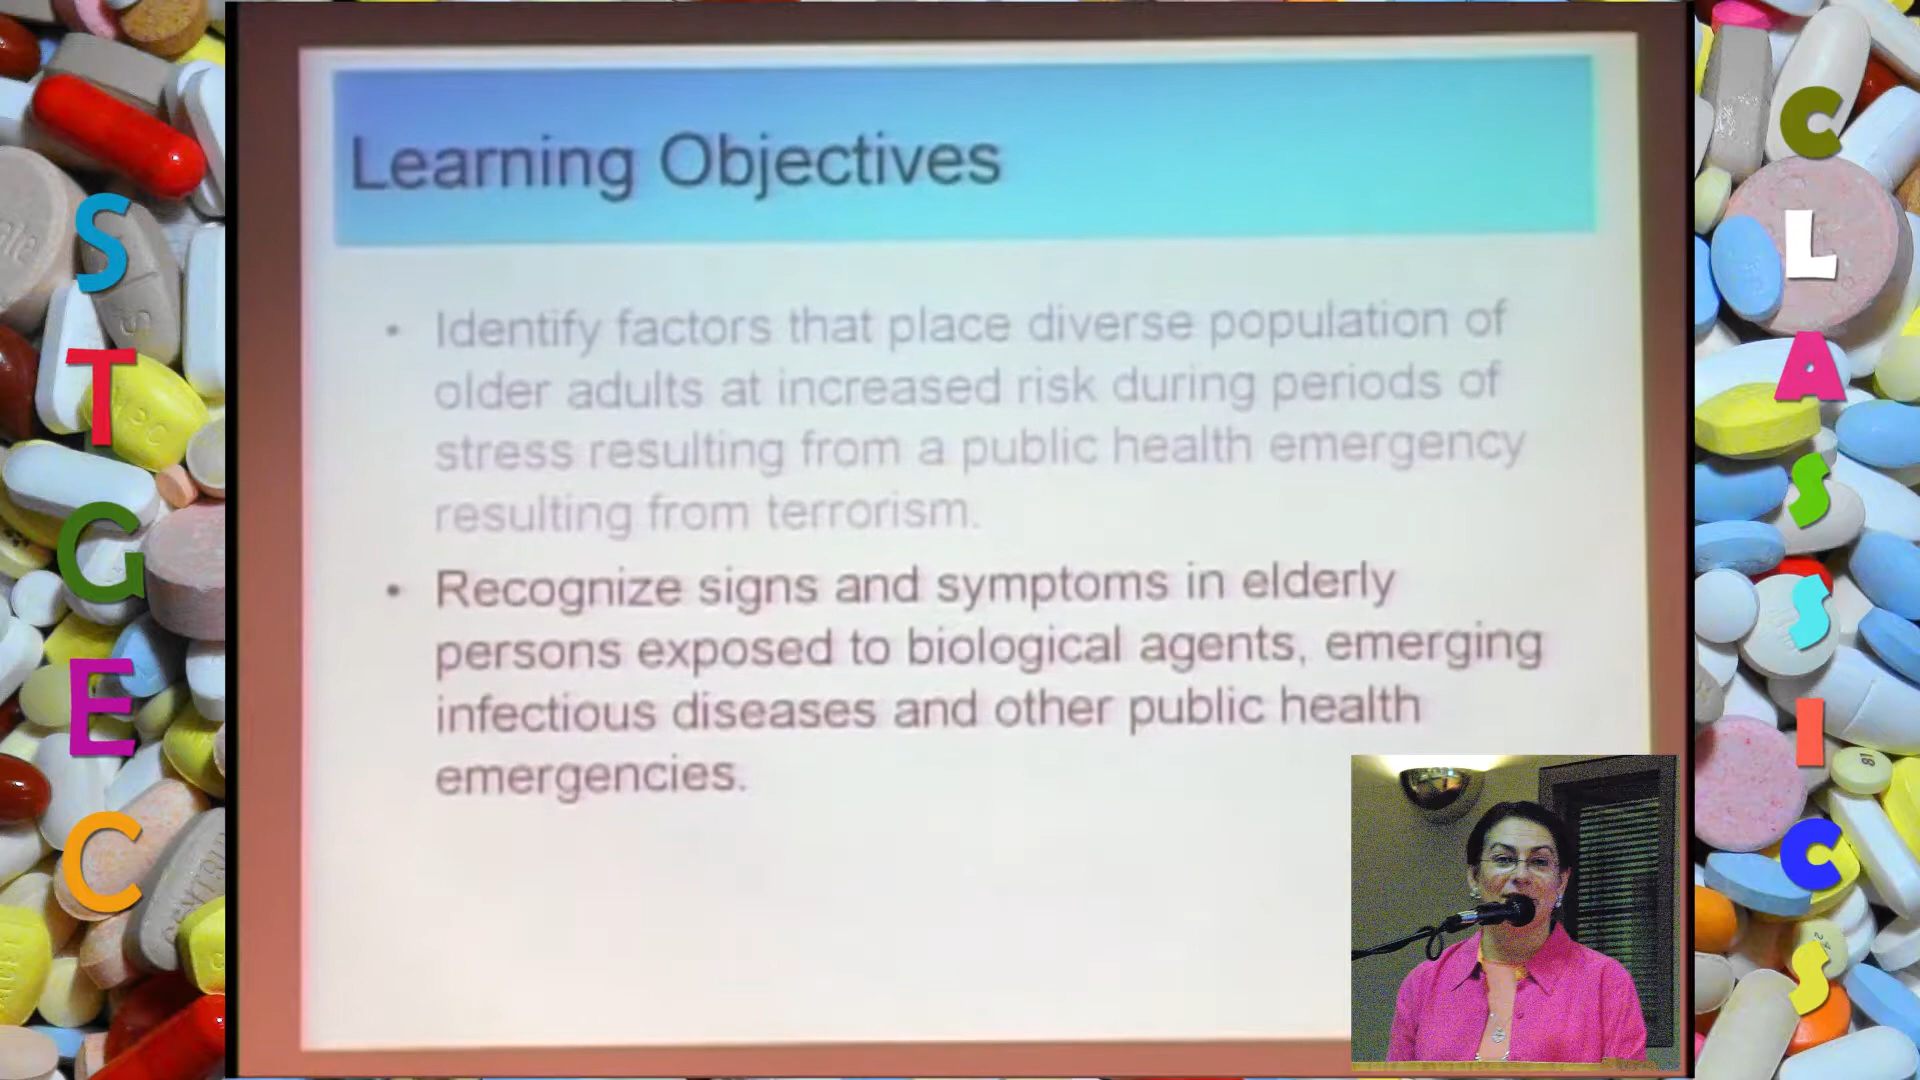 STGEC
Learning Objectives
• Identify factors that place diverse population of
older adults at increased risk during periods of
stress resulting from a public health emergency
resulting from terrorism.
• Recognize signs and symptoms in elderly
persons exposed to biological agents, emerging
infectious diseases and other public health
emergencies.
CLASSICS